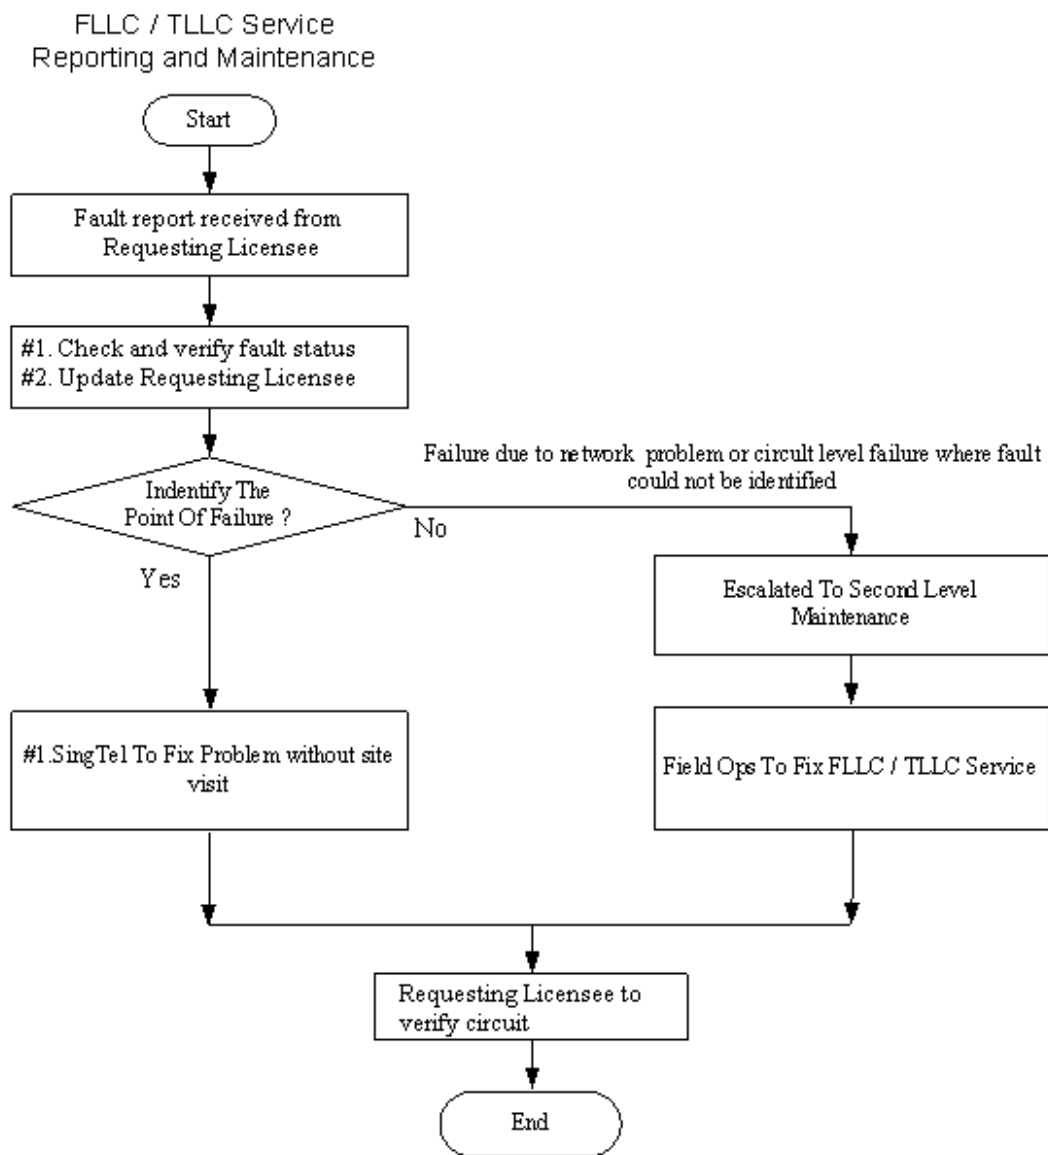 FLLC / TLLC Service
Reporting and Maintenance
Start
Fault report received from
Requesting Licensee
#1. Check and verify fault status
#2. Update Requesting Licensee
Failure due to network problem or circult level failure where fault
could not be identified
Indentify The
Point Of Failure ?
No
Yes
Escalated To Second Level
Maintenance
#1.SingTel To Fix Problem without site
visit
Field Ops To Fix FLLC / TLLC Service
Requesting Licensee to
verify circuit
End